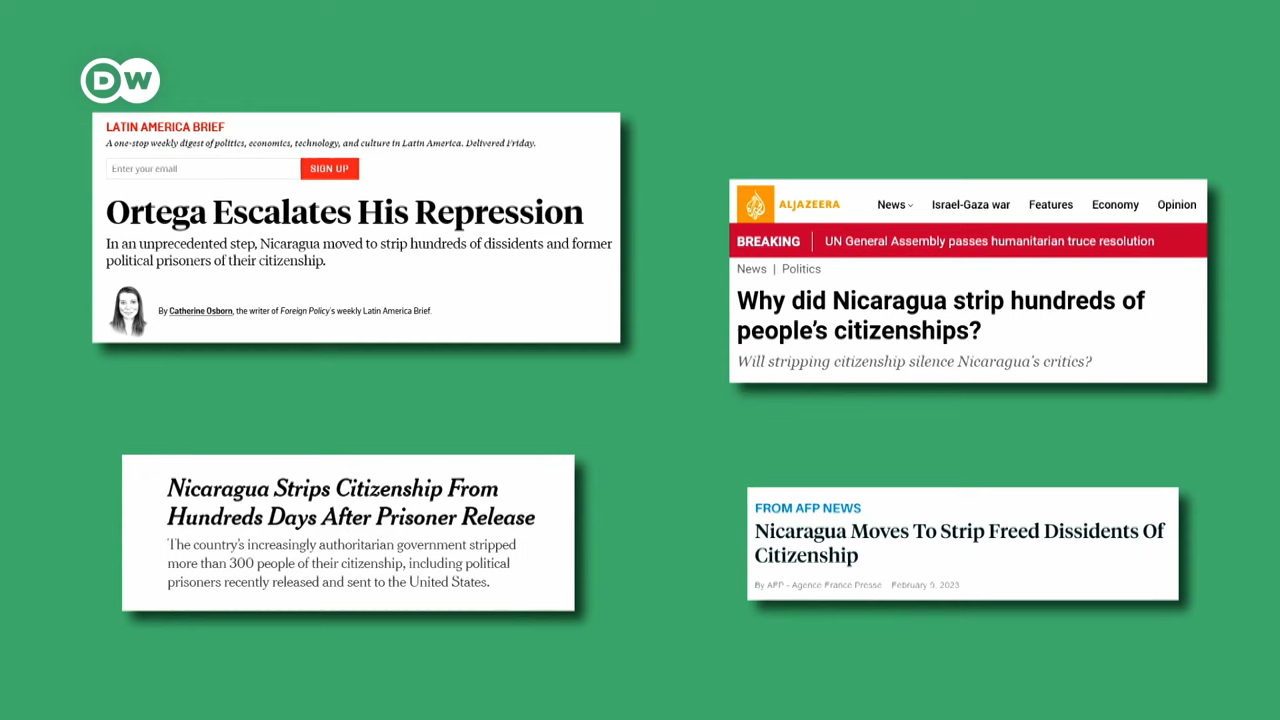 DW
LATIN AMERICA BRIEF
A one-stop weekly digest of politics, economics, technology, and culture in Latin America. Delivered Friday.
Enter your email
SIGN UP
Ortega Escalates His Repression
In an unprecedented step, Nicaragua moved to strip hundreds of dissidents and former
political prisoners of their citizenship.
By Catherine Osborn, the writer of Foreign Policy's weekly Latin America Brief.
ALJAZEERA
News Israel-Gaza war Features Economy Opinion
BREAKING UN General Assembly passes humanitarian truce resolution
News | Politics
Why did Nicaragua strip hundreds of
people's citizenships?
Will stripping citizenship silence Nicaragua's critics?
Nicaragua Strips Citizenship From
Hundreds Days After Prisoner Release
The country's increasingly authoritarian government stripped
more than 300 people of their citizenship, including political
prisoners recently released and sent to the United States.
FROM AFP NEWS
Nicaragua Moves To Strip Freed Dissidents Of
Citizenship
By AFP - Agence France Presse February 9, 2023